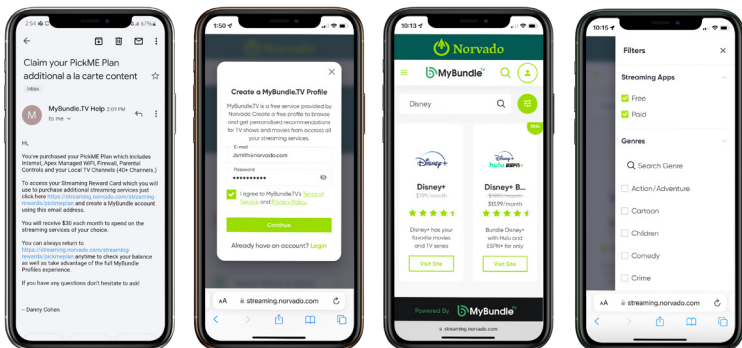 2:54
67%
Claim your PickME Plan
additional a la carte content
Inbox
M
MyBundle.TV Help 2:09 PM
to me
Hi,
You've purchased your PickME Plan which includes
Internet, Apex Managed WIFI, Firewall, Parental
Controls and your Local TV Channels (40+ Channels.)
To access your Streaming Reward Card which you will
use to purchase additional streaming services just
click here https://streaming.norvado.com/streaming-
rewards/pickmeplan and create a MyBundle account
using this email address.
You will receive $30 each month to spend on the
streaming services of your choice.
You can always return to
https://streaming.norvado.com/streaming-
rewards/pickmeplan anytime to check your balance
as well as take advantage of the full MyBundle
Profiles experience.
If you have any questions don't hesitate to ask!
-- Danny Cohen
1:50
Create a MyBundle.TV Profile
MyBundle.TV is a free service provided by
Norvado Create a free profile to browse
and get personalized recommendations
for TV shows and movies from across all
your streaming services.
E-mail
Jsmith@norvado.com
Password
I agree to MyBundle.TV's Terms of
Service and Privacy Policy.
Continue
Already have an account? Login
AA streaming.norvado.com
10:13
Norvado
MyBundle™
Disney
Disney+
Disney+
hulu ESPN+
Disney+
Disney+ B...
$7.99/month
$13.99/month
Disney+ has your
favorite movies
and TV series
Bundle Disney+
with Hulu and
ESPN+ for only
Visit Site
Visit Site
Powered By MyBundle™
streaming.norvado.com
10:15
Filters
Streaming Apps
Free
Paid
Genres
Search Genre
Action/Adventure
Cartoon
Children
Comedy
Crime
AA streaming.norvado.com